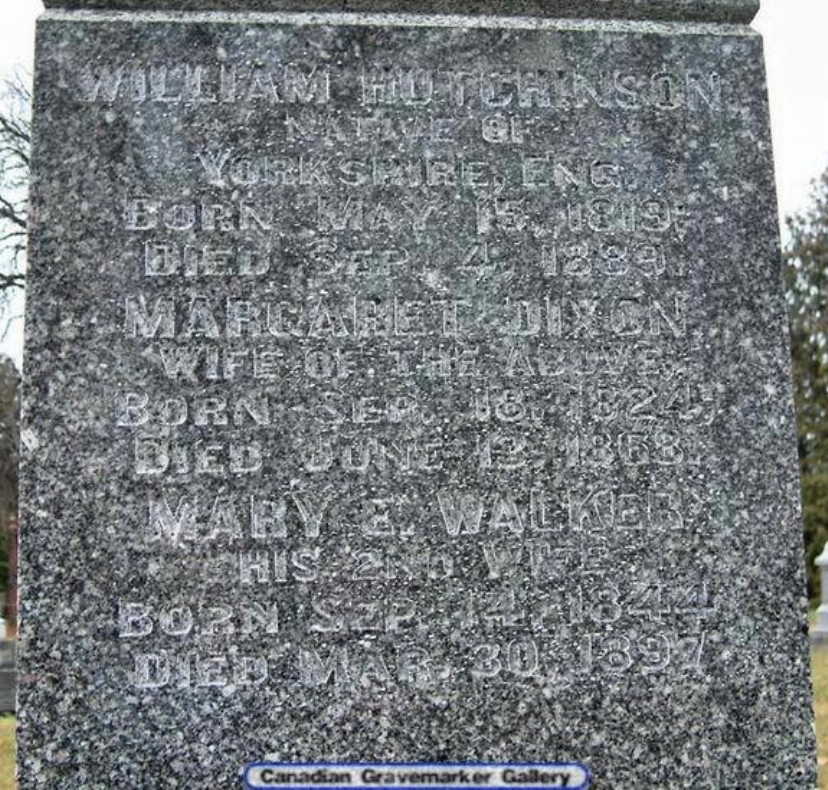 WILLIAM HUTCHINSON
NATIVE OF
YORKSHIRE, ENG.
BORN MAY 15, 1819;
DIED SEP. 4, 1889.
MARGARET DIXON,
WIFE OF THE ABOVE,
BORN SEP. 18, 1824;
DIED JUNE 12, 1868.
MARY E. WALKER
HIS 2ND WIFE
BORN SEP. 14, 1844
DIED MAR. 30, 1897
Canadian Gravemarker Gallery